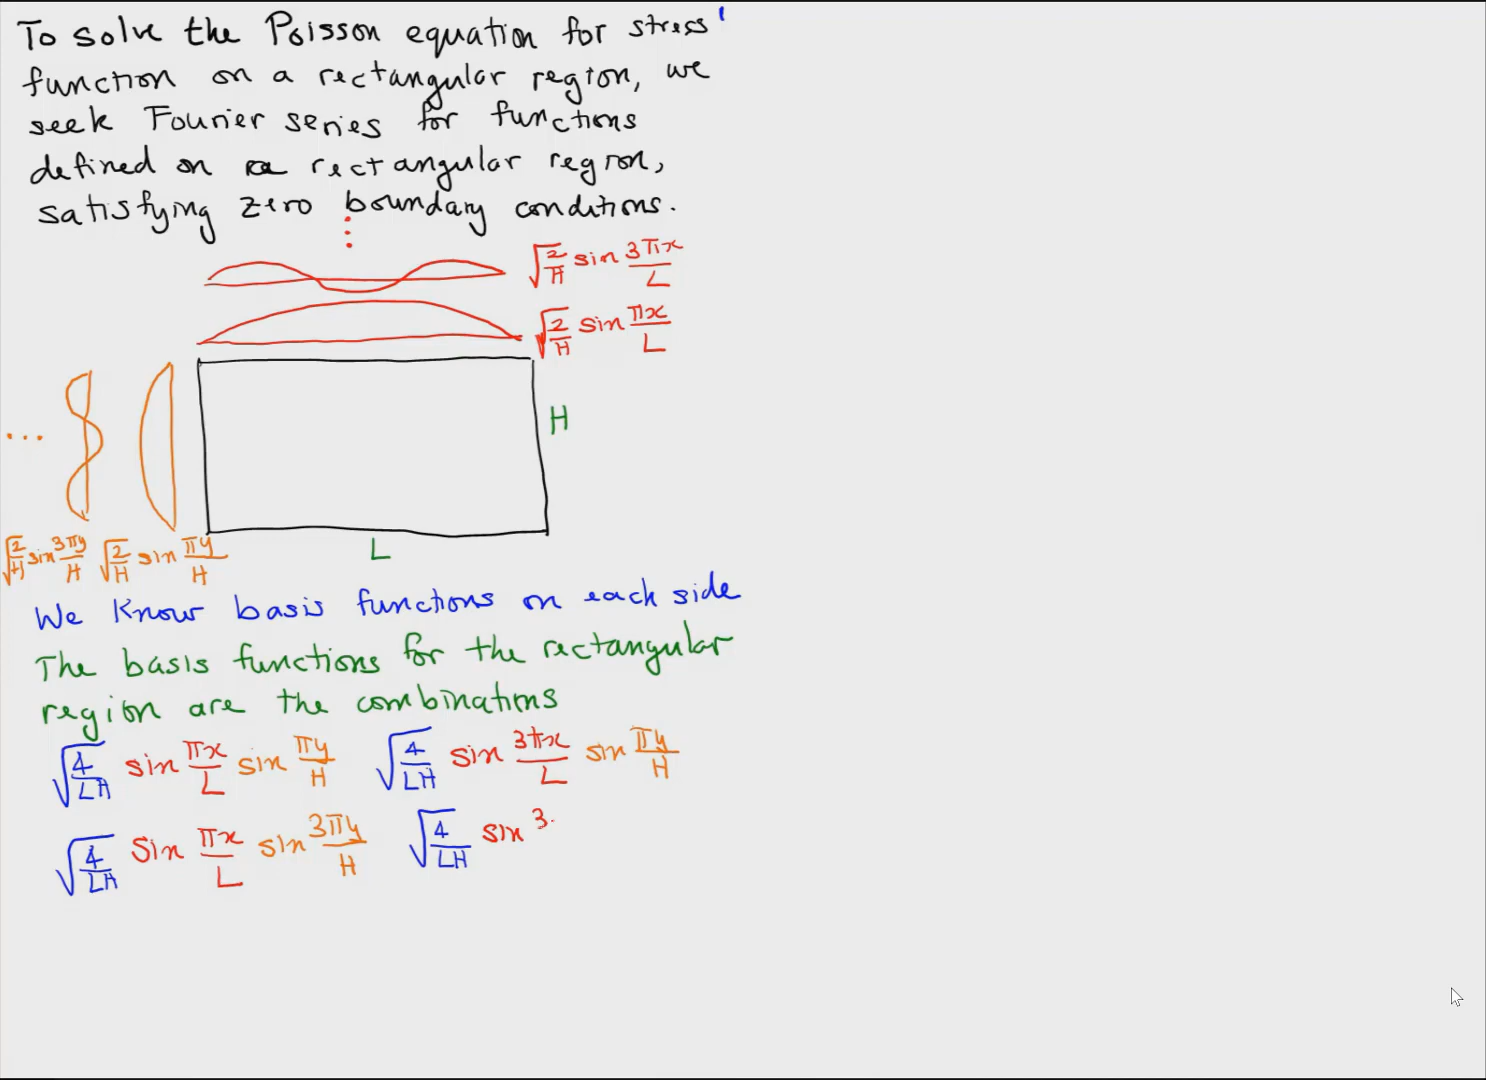 To solve the Poisson equation for stress
function on a rectangular region, we
seek Fourier series for functions
defined on a rectangular region,
satisfying zero boundary conditions.
⋮
√(2/H) sin 3πx/L
√(2/H) sin πx/L
H
...
L
√(2/H) sin 3πy/H √(2/H) sin πy/H
We know basis functions on each side
The basis functions for the rectangular
region are the combinations
√(4/LH) sin πx/L sin πy/H √(4/LH) sin 3πx/L sin πy/H
√(4/LH) sin πx/L sin 3πy/H √(4/LH) sin 3